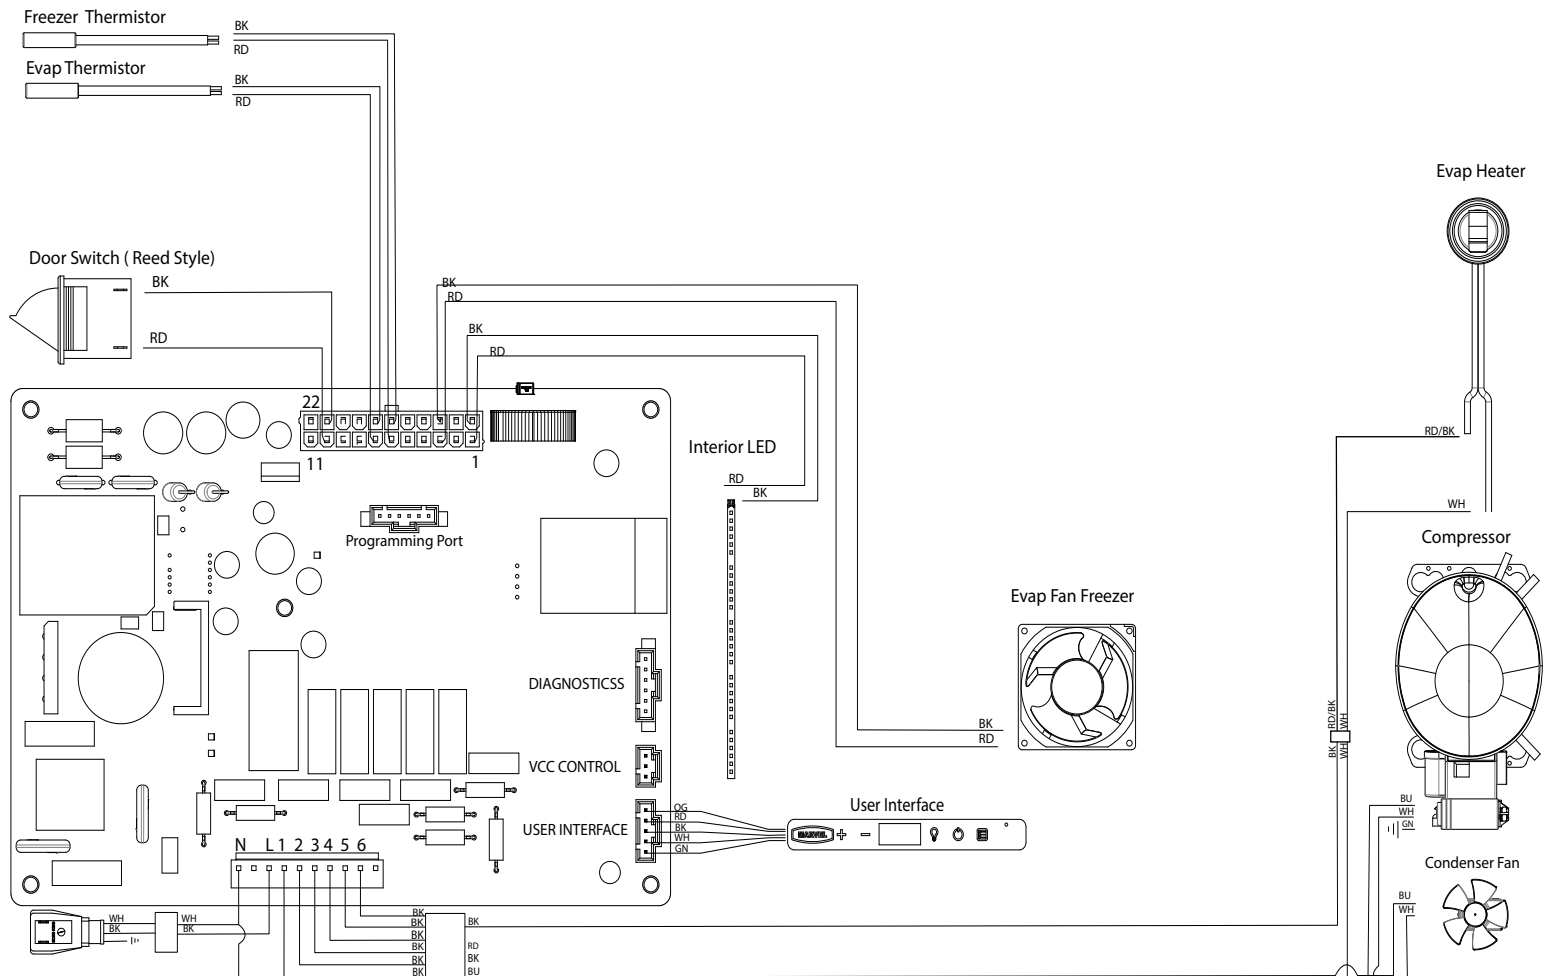 Freezer Thermistor
BK
RD
Evap Thermistor
BK
RD
Evap Heater
Door Switch ( Reed Style)
BK
RD
BK
RD
BK
RD
22
11
1
Interior LED
RD
BK
RD/BK
WH
Programming Port
Compressor
Evap Fan Freezer
DIAGNOSTICSS
BK
RD
RD/BK
WH
BK
WH
VCC CONTROL
User Interface
USER INTERFACE
OG
RD
BK
WH
GN
MARVEL
BU
WH
GN
N L 1 2 3 4 5 6
Condenser Fan
BU
WH
WH
BK
WH
BK
BK
BK
BK
BK
BK
BK
BK
RD
BK
BU